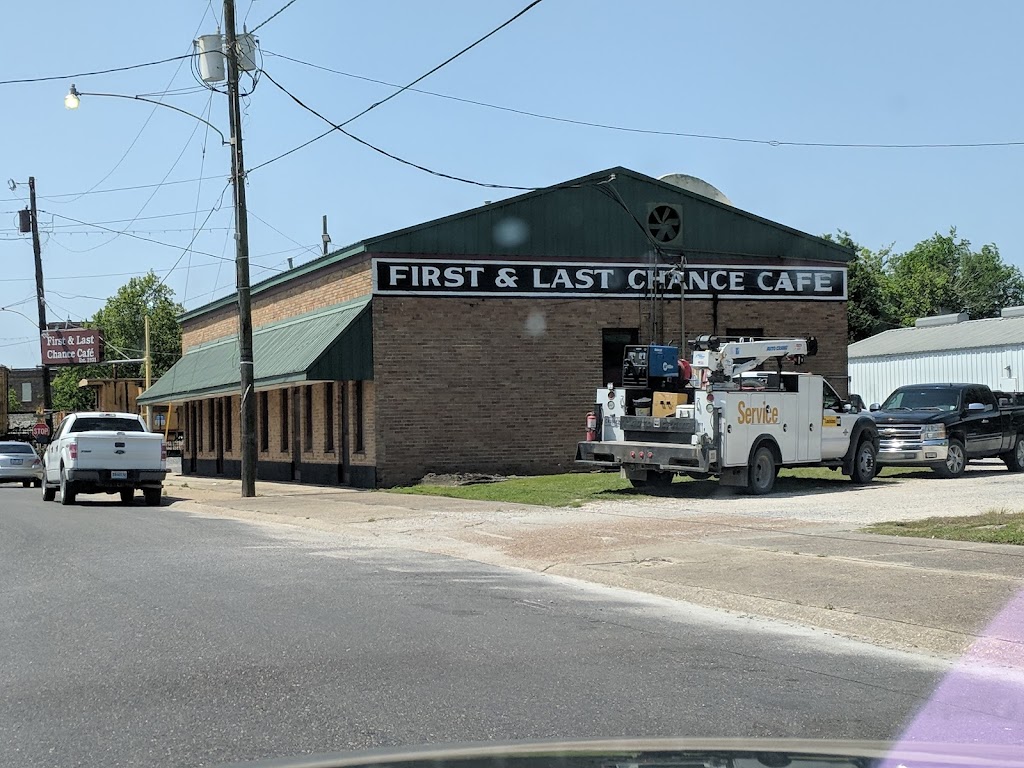 FIRST & LAST CHANCE CAFE
First & Last
Chance Café
STOP
Service